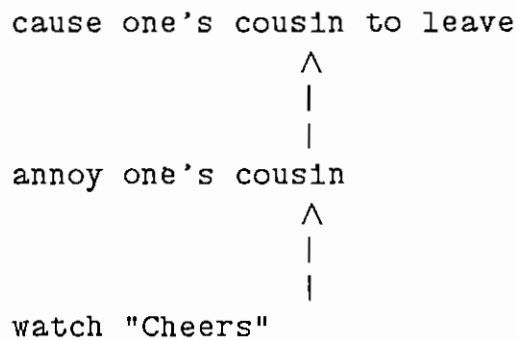 cause one's cousin to leave
annoy one's cousin
watch "Cheers"